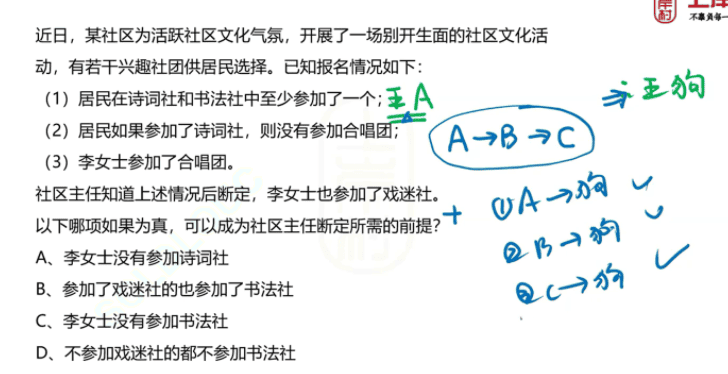 近日，某社区为活跃社区文化气氛，开展了一场别开生面的社区文化活
动，有若干兴趣社团供居民选择。已知报名情况如下：
（1）居民在诗词社和书法社中至少参加了一个；王A
（2）居民如果参加了诗词社，则没有参加合唱团；
（3）李女士参加了合唱团。
社区主任知道上述情况后断定，李女士也参加了戏迷社。
以下哪项如果为真，可以成为社区主任断定所需的前提？
A、李女士没有参加诗词社
B、参加了戏迷社的也参加了书法社
C、李女士没有参加书法社
D、不参加戏迷社的都不参加书法社
⇒ 王狗
A→B→C
+ ①A→狗 ✓
②B→狗 ✓
③C→狗 ✓